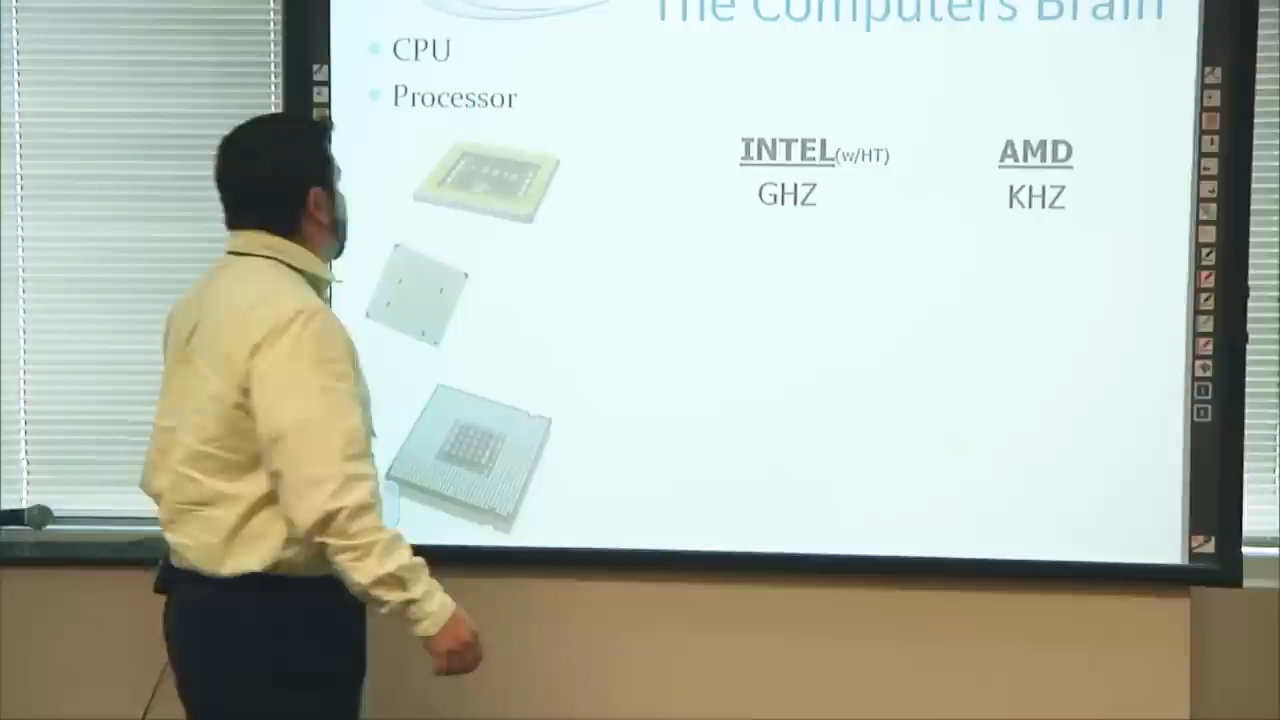 The Computers Brain
CPU
Processor
INTEL(w/HT)
AMD
GHZ
KHZ